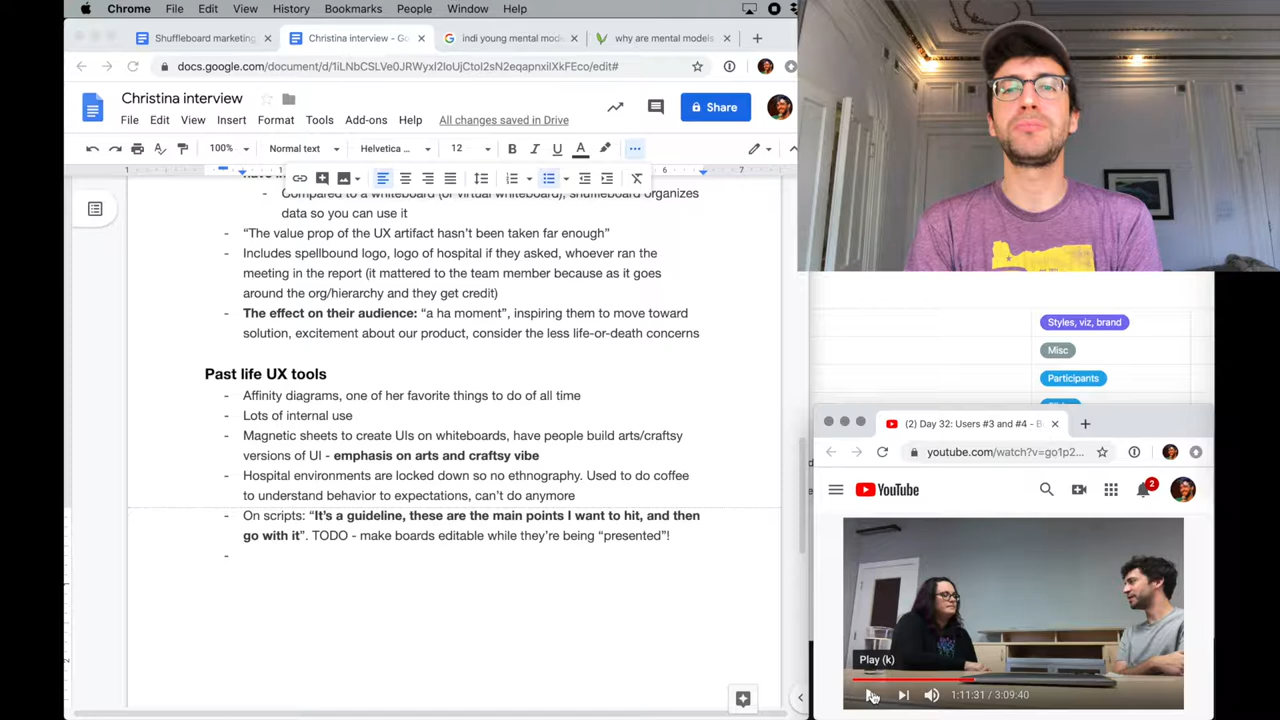 Chrome File Edit View History Bookmarks People Window Help
Shuffleboard marketing
Christina interview - Go
indi young mental mode
why are mental models
docs.google.com/document/d/1iLNbCSLVe0JRWyxI2oUjCtol2sN2eqapnxiIXkFEco/edit#
Christina interview
File Edit View Insert Format Tools Add-ons Help All changes saved in Drive
Share
100% Normal text Helvetica ... 12 B I U A
6 7
Compared to a whiteboard (or virtual whiteboard), shuffleboard organizes
data so you can use it
- “The value prop of the UX artifact hasn’t been taken far enough”
- Includes spellbound logo, logo of hospital if they asked, whoever ran the
meeting in the report (it mattered to the team member because as it goes
around the org/hierarchy and they get credit)
- The effect on their audience: “a ha moment”, inspiring them to move toward
solution, excitement about our product, consider the less life-or-death concerns
Past life UX tools
- Affinity diagrams, one of her favorite things to do of all time
- Lots of internal use
- Magnetic sheets to create UIs on whiteboards, have people build arts/craftsy
versions of UI - emphasis on arts and craftsy vibe
- Hospital environments are locked down so no ethnography. Used to do coffee
to understand behavior to expectations, can’t do anymore
- On scripts: “It’s a guideline, these are the main points I want to hit, and then
go with it”. TODO - make boards editable while they’re being “presented”!
-
Styles, viz, brand
Misc
Participants
(2) Day 32: Users #3 and #4 - B
youtube.com/watch?v=go1p2...
YouTube
2
Play (k)
1:11:31 / 3:09:40